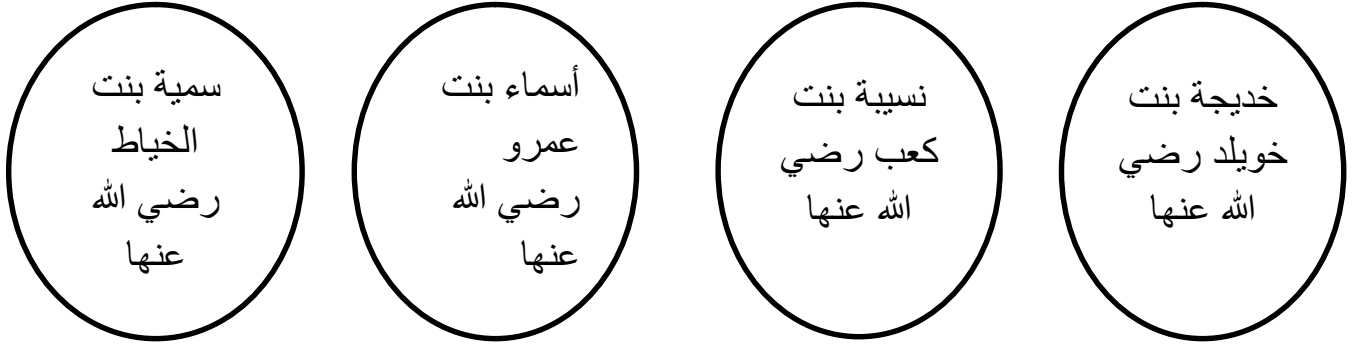 خديجة بنت
خويلد رضي
الله عنها
نسيبة بنت
كعب رضي
الله عنها
أسماء بنت
عمرو
رضي الله
عنها
سمية بنت
الخياط
رضي الله
عنها